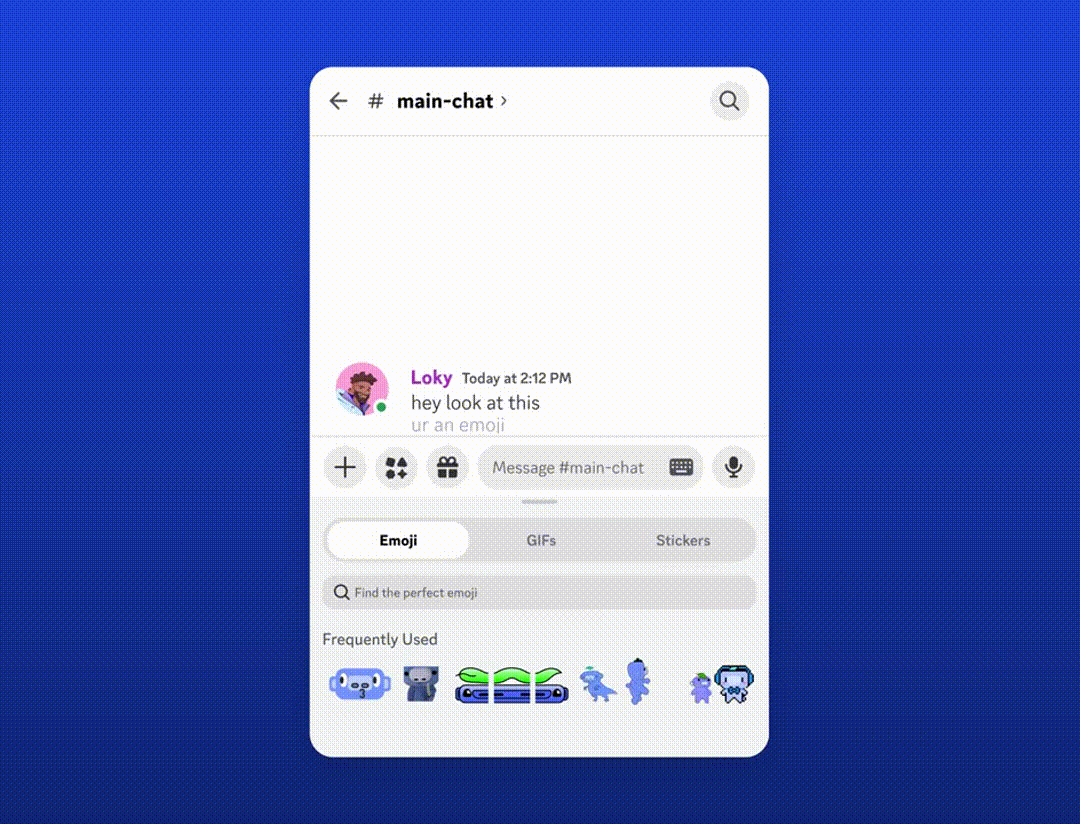 # main-chat
Loky Today at 2:12 PM
hey look at this
ur an emoji
Message #main-chat
Emoji GIFs Stickers
Find the perfect emoji
Frequently Used